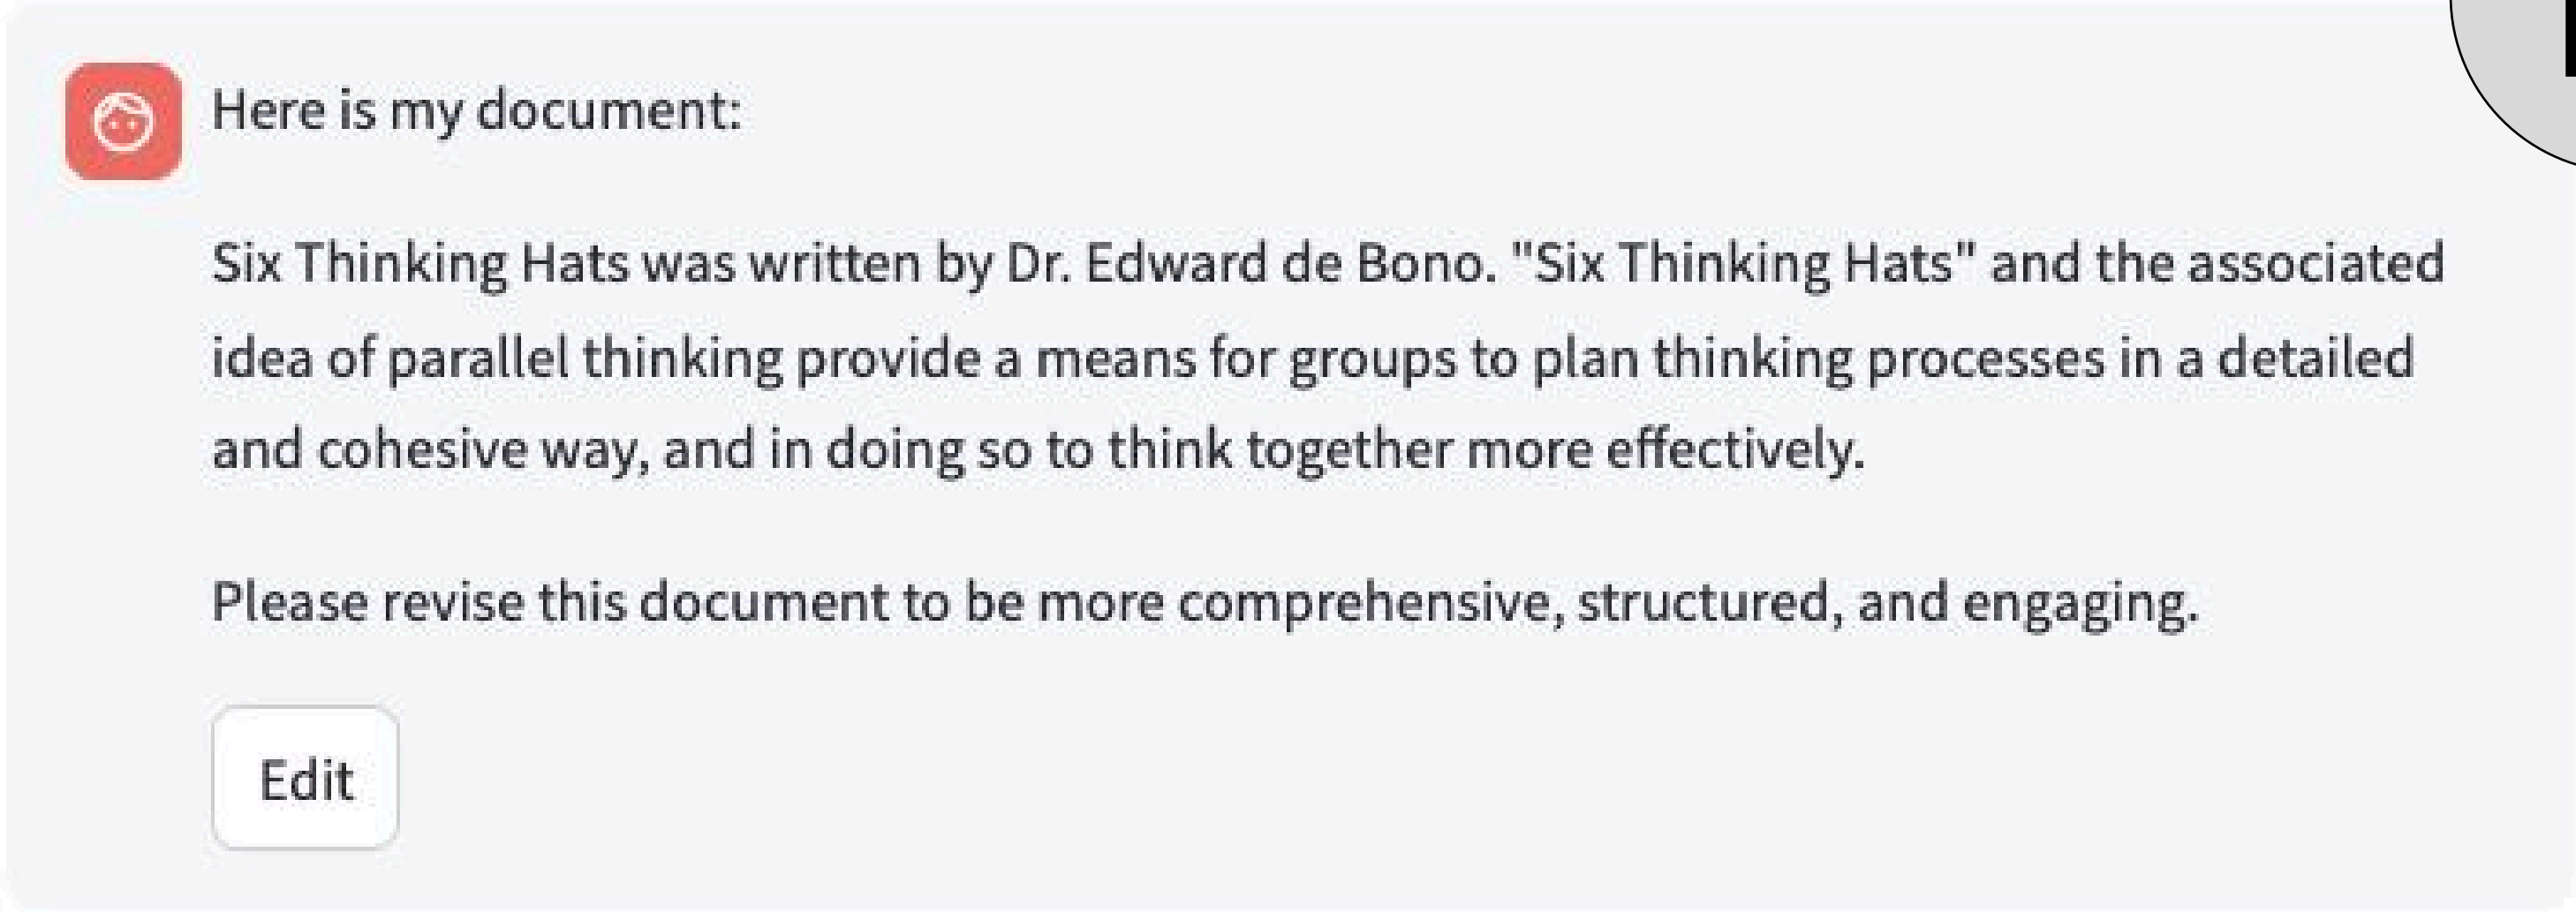 Here is my document:
Six Thinking Hats was written by Dr. Edward de Bono. "Six Thinking Hats" and the associated
idea of parallel thinking provide a means for groups to plan thinking processes in a detailed
and cohesive way, and in doing so to think together more effectively.
Please revise this document to be more comprehensive, structured, and engaging.
Edit